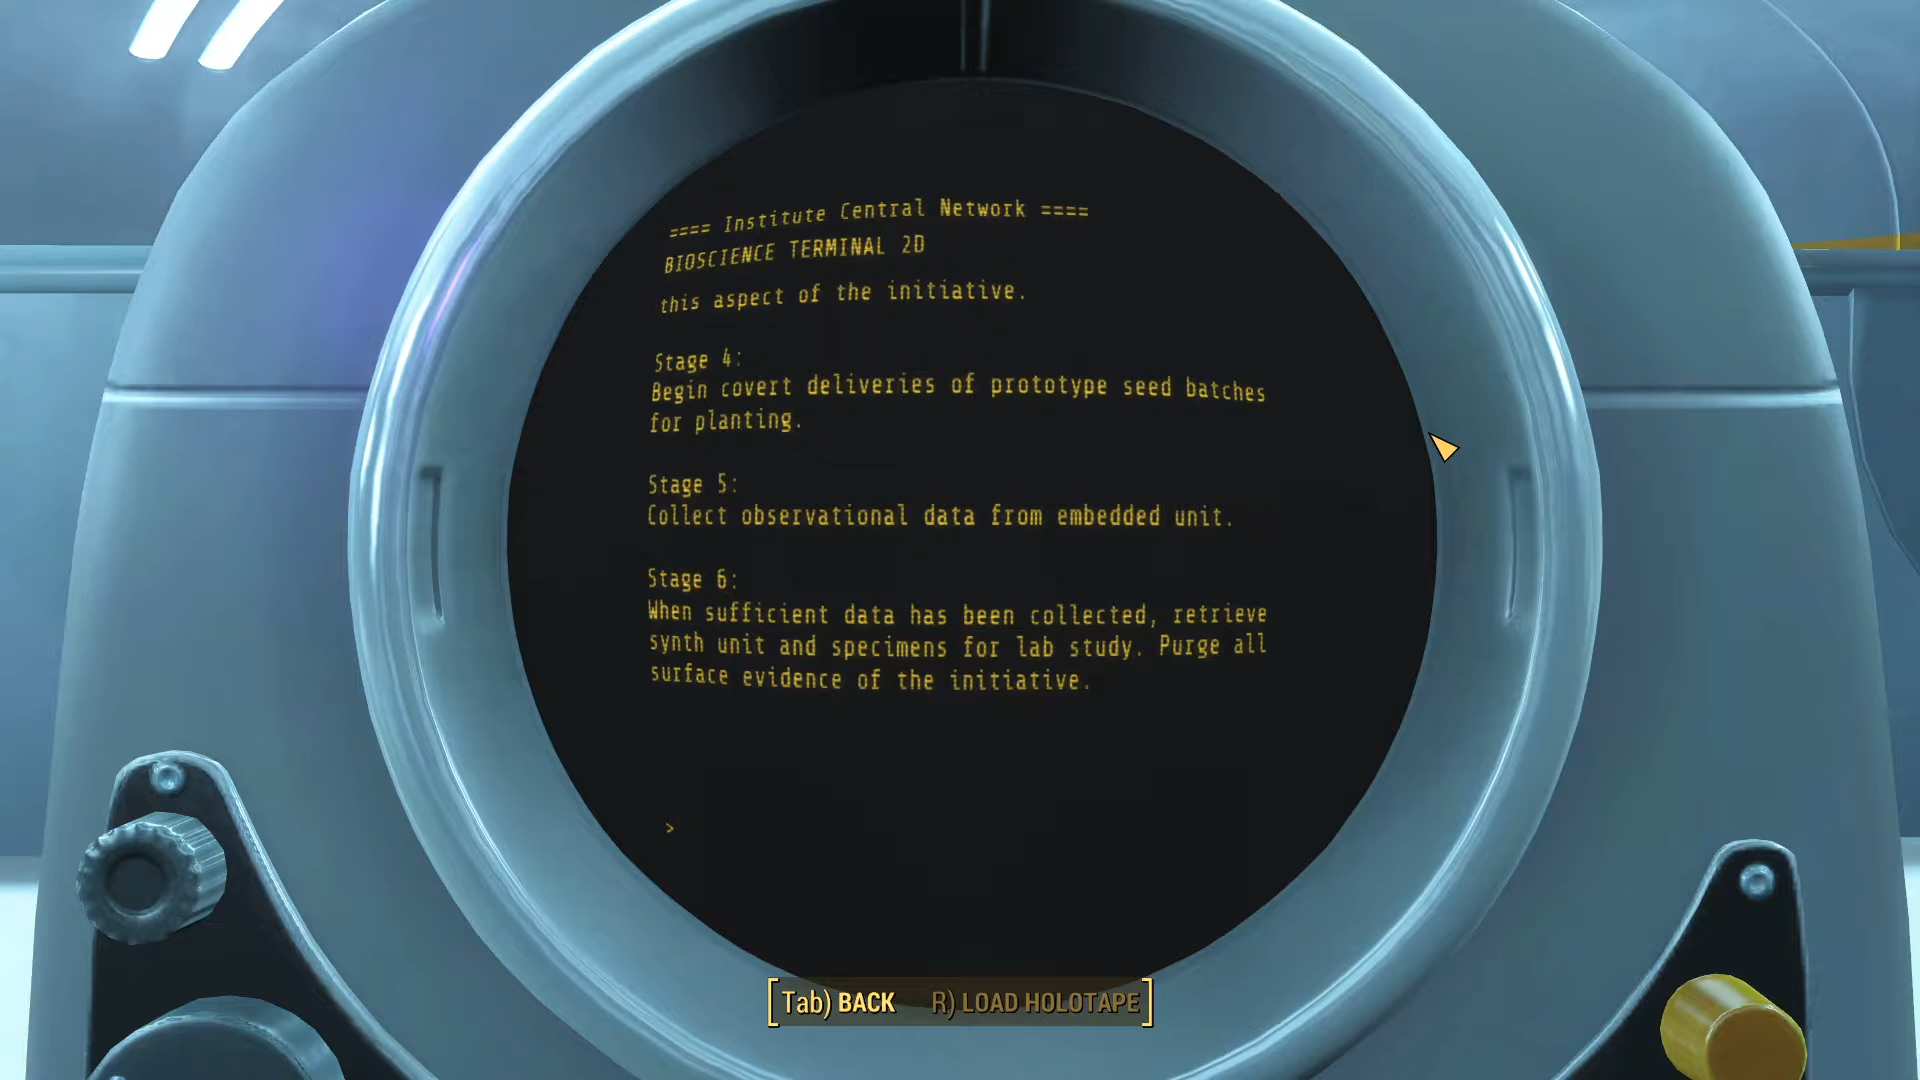 ==== Institute Central Network ====
BIOSCIENCE TERMINAL 2D
this aspect of the initiative.
Stage 4:
Begin covert deliveries of prototype seed batches
for planting.
Stage 5:
Collect observational data from embedded unit.
Stage 6:
When sufficient data has been collected, retrieve
synth unit and specimens for lab study. Purge all
surface evidence of the initiative.
>
[Tab) BACK R) LOAD HOLOTAPE]